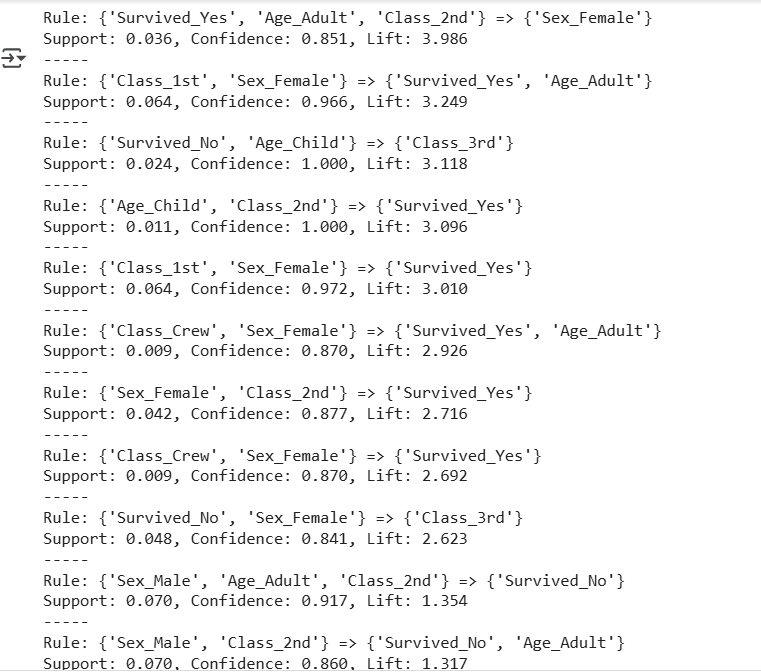 Rule: {'Survived_Yes', 'Age_Adult', 'Class_2nd'} => {'Sex_Female'}
Support: 0.036, Confidence: 0.851, Lift: 3.986
-----
Rule: {'Class_1st', 'Sex_Female'} => {'Survived_Yes', 'Age_Adult'}
Support: 0.064, Confidence: 0.966, Lift: 3.249
-----
Rule: {'Survived_No', 'Age_Child'} => {'Class_3rd'}
Support: 0.024, Confidence: 1.000, Lift: 3.118
-----
Rule: {'Age_Child', 'Class_2nd'} => {'Survived_Yes'}
Support: 0.011, Confidence: 1.000, Lift: 3.096
-----
Rule: {'Class_1st', 'Sex_Female'} => {'Survived_Yes'}
Support: 0.064, Confidence: 0.972, Lift: 3.010
-----
Rule: {'Class_Crew', 'Sex_Female'} => {'Survived_Yes', 'Age_Adult'}
Support: 0.009, Confidence: 0.870, Lift: 2.926
-----
Rule: {'Sex_Female', 'Class_2nd'} => {'Survived_Yes'}
Support: 0.042, Confidence: 0.877, Lift: 2.716
-----
Rule: {'Class_Crew', 'Sex_Female'} => {'Survived_Yes'}
Support: 0.009, Confidence: 0.870, Lift: 2.692
-----
Rule: {'Survived_No', 'Sex_Female'} => {'Class_3rd'}
Support: 0.048, Confidence: 0.841, Lift: 2.623
-----
Rule: {'Sex_Male', 'Age_Adult', 'Class_2nd'} => {'Survived_No'}
Support: 0.070, Confidence: 0.917, Lift: 1.354
-----
Rule: {'Sex_Male', 'Class_2nd'} => {'Survived_No', 'Age_Adult'}
Support: 0.070, Confidence: 0.860, Lift: 1.317